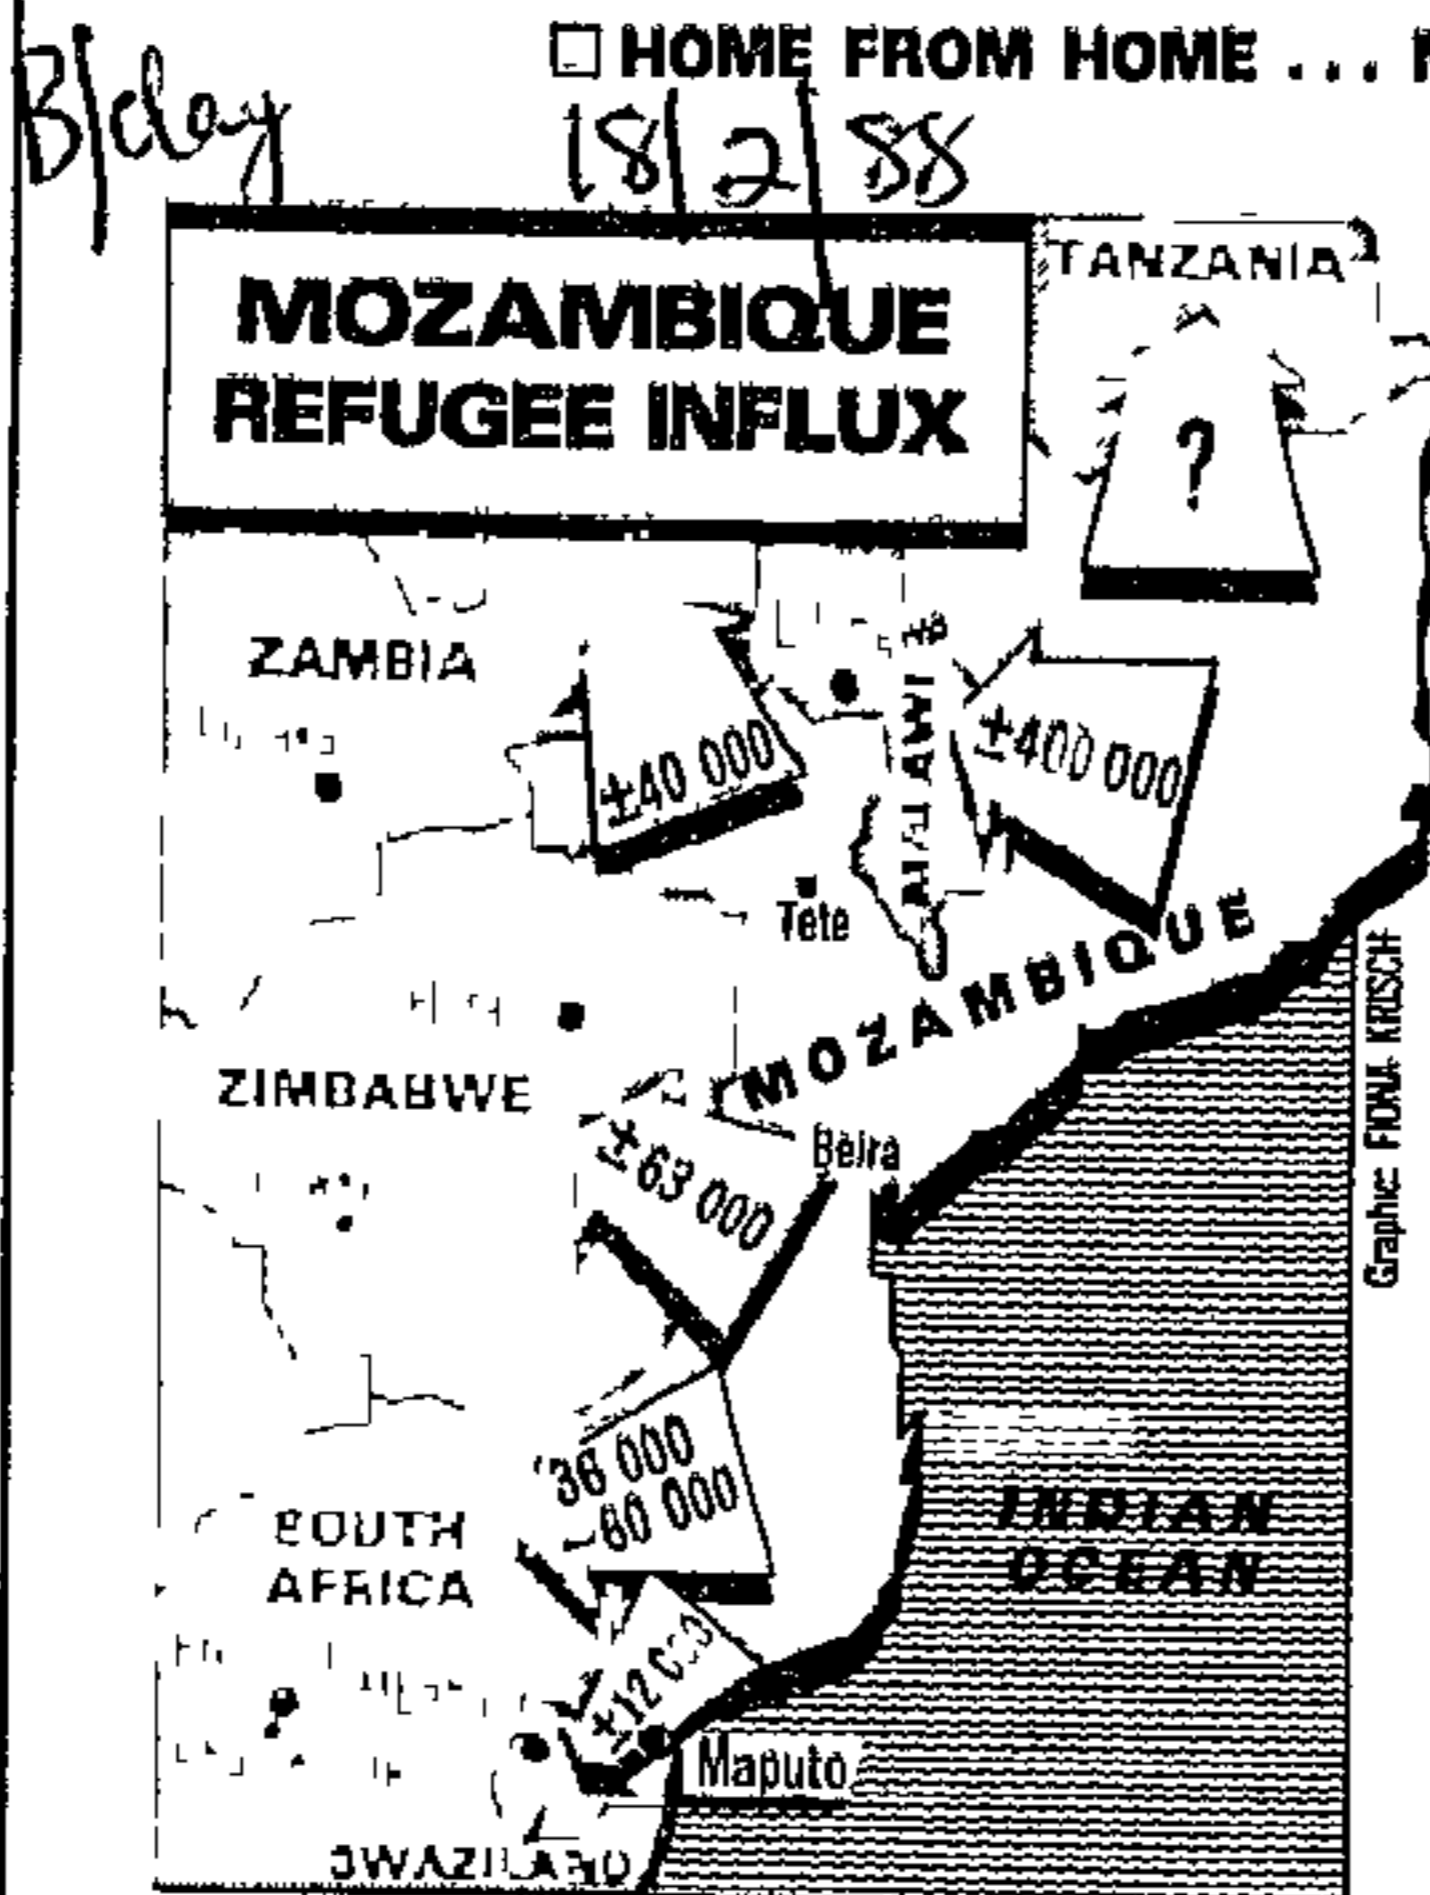 ☐ HOME FROM HOME ...
B/day
18/2/88
MOZAMBIQUE
REFUGEE INFLUX
TANZANIA
?
ZAMBIA
±40 000
MALAWI
±400 000
Tete
MOZAMBIQUE
ZIMBABWE
±63 000
Beira
Graphic: FIONA KRISCH
36 000
–60 000
SOUTH
AFRICA
INDIAN
OCEAN
±12 000
Maputo
SWAZILAND